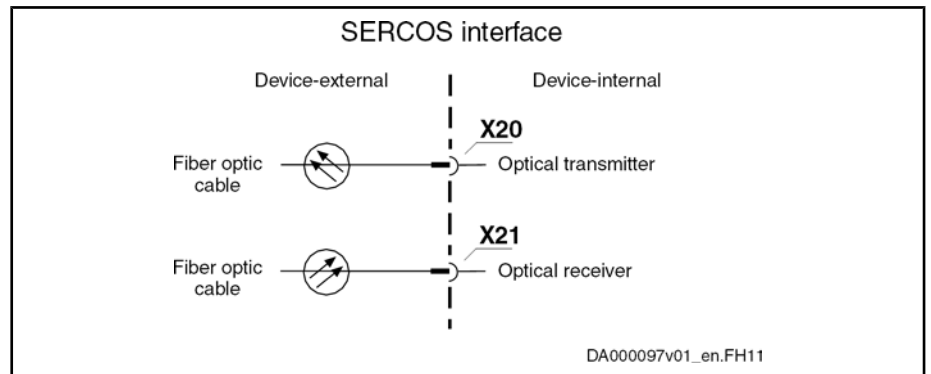 SERCOS interface
Device-external
Device-internal
X20
Fiber optic
cable
Optical transmitter
X21
Fiber optic
cable
Optical receiver
DA000097v01_en.FH11